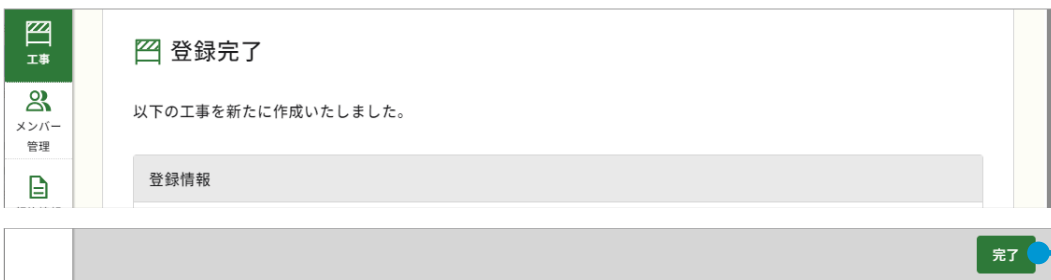 工事
登録完了
メンバー
管理
以下の工事を新たに作成いたしました。
登録情報
完了